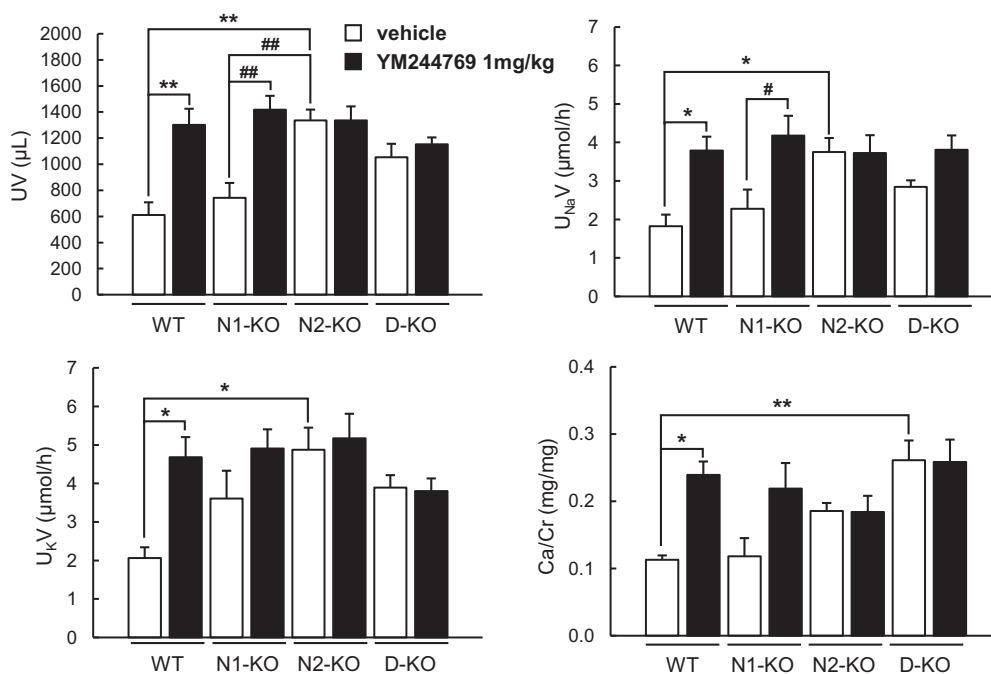 UV (µL)
2000
1800
1600
1400
1200
1000
800
600
400
200
0
**
**
##
##
vehicle
YM244769 1mg/kg
WT
N1-KO
N2-KO
D-KO
UNaV (µmol/h)
7
6
5
4
3
2
1
0
*
*
#
WT
N1-KO
N2-KO
D-KO
UKV (µmol/h)
7
6
5
4
3
2
1
0
*
*
WT
N1-KO
N2-KO
D-KO
Ca/Cr (mg/mg)
0.4
0.3
0.2
0.1
0.0
**
*
WT
N1-KO
N2-KO
D-KO